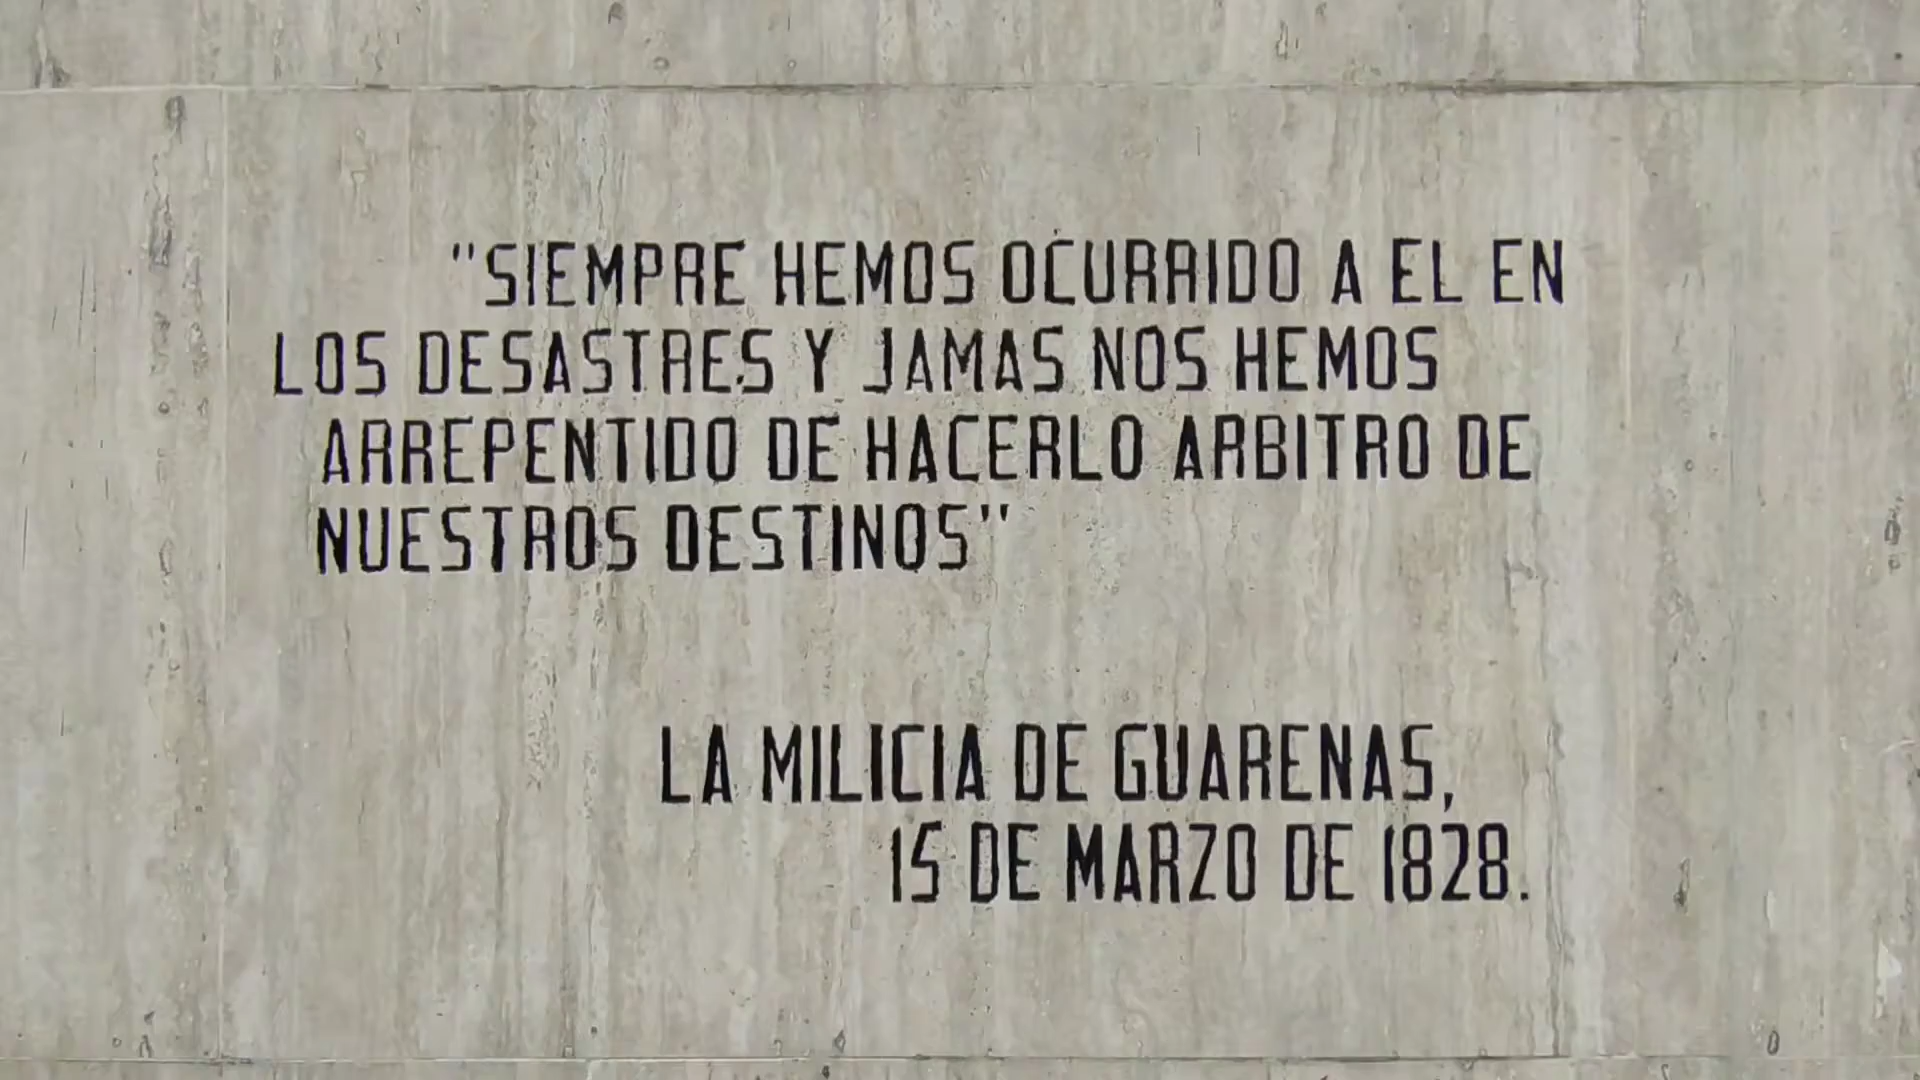 "SIEMPRE HEMOS OCURRIDO A EL EN
LOS DESASTRES Y JAMAS NOS HEMOS
ARREPENTIDO DE HACERLO ARBITRO DE
NUESTROS DESTINOS"
LA MILICIA DE GUARENAS,
15 DE MARZO DE 1828.